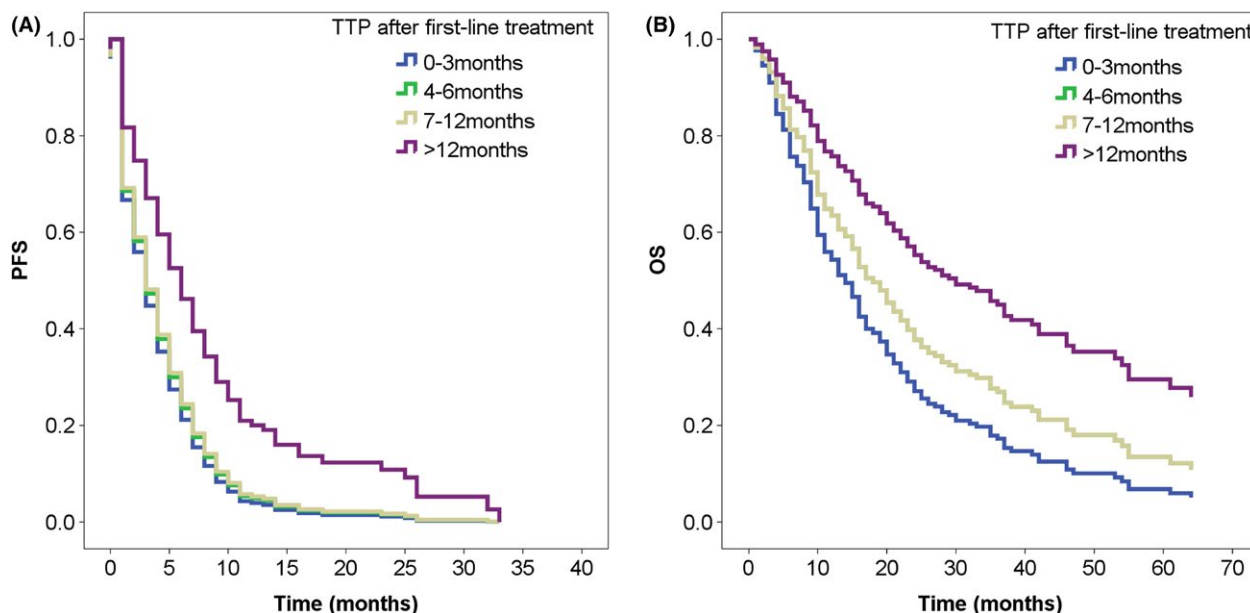 (A)
TTP after first-line treatment
0-3months
4-6months
7-12months
>12months
1.0
0.8
0.6
0.4
0.2
0.0
PFS
0 5 10 15 20 25 30 35 40
Time (months)
(B)
TTP after first-line treatment
0-3months
4-6months
7-12months
>12months
1.0
0.8
0.6
0.4
0.2
0.0
OS
0 10 20 30 40 50 60 70
Time (months)